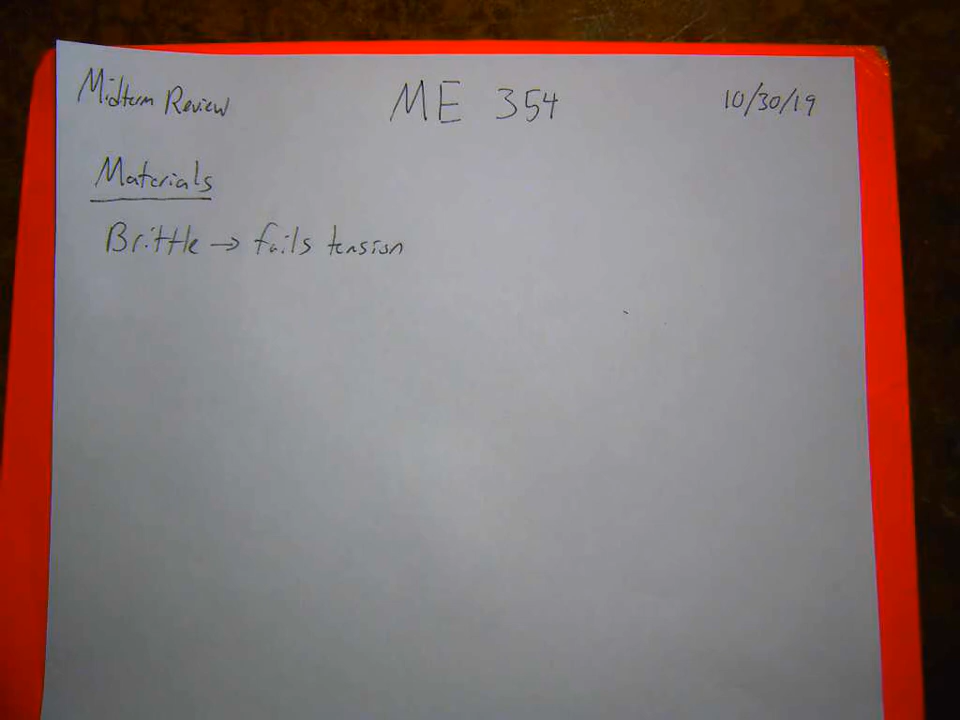 Midterm Review ME 354 10/30/19
Materials
Brittle → fails tension